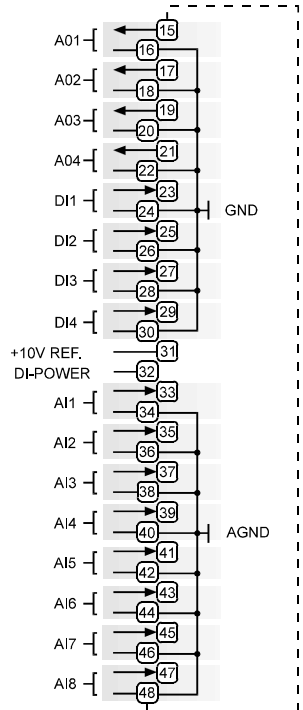 15
A01
16
17
A02
18
19
A03
20
21
A04
22
23
DI1
24
GND
25
DI2
26
27
DI3
28
29
DI4
30
+10V REF.
31
DI-POWER
32
33
AI1
34
35
AI2
36
37
AI3
38
39
AI4
40
AGND
41
AI5
42
43
AI6
44
45
AI7
46
47
AI8
48